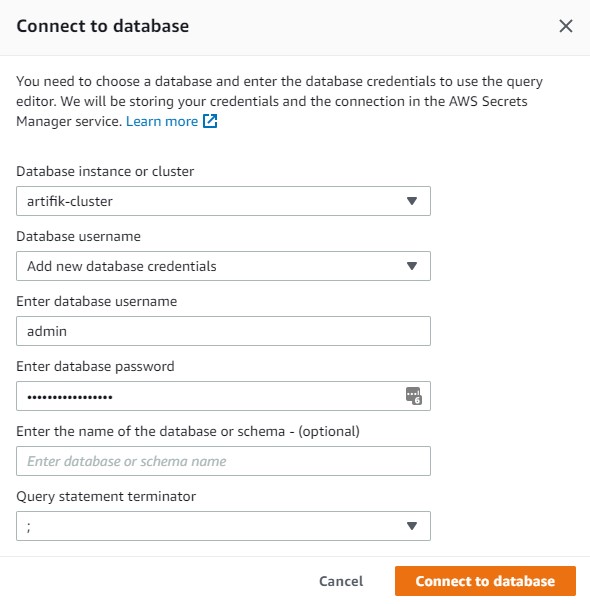 Connect to database
You need to choose a database and enter the database credentials to use the query
editor. We will be storing your credentials and the connection in the AWS Secrets
Manager service. Learn more
Database instance or cluster
artifik-cluster
Database username
Add new database credentials
Enter database username
admin
Enter database password
•••••••••••••••••
6
Enter the name of the database or schema - (optional)
Enter database or schema name
Query statement terminator
;
Cancel
Connect to database